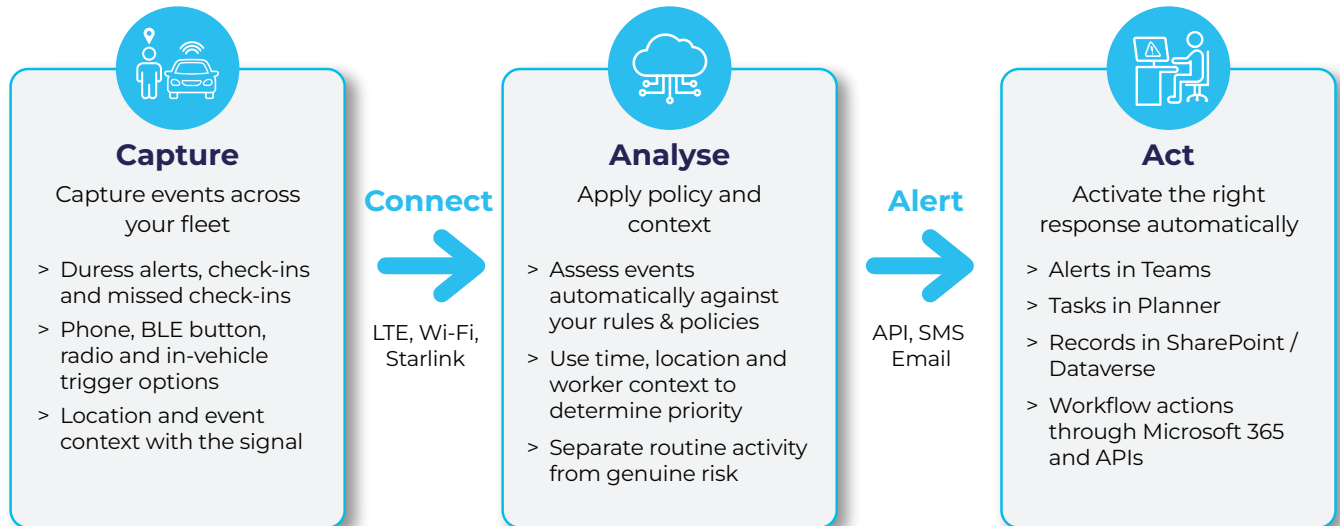 Capture
Capture events across
your fleet
> Duress alerts, check-ins
and missed check-ins
> Phone, BLE button,
radio and in-vehicle
trigger options
> Location and event
context with the signal
Connect
LTE, Wi-Fi,
Starlink
Analyse
Apply policy and
context
> Assess events
automatically against
your rules & policies
> Use time, location and
worker context to
determine priority
> Separate routine activity
from genuine risk
Alert
API, SMS
Email
Act
Activate the right
response automatically
> Alerts in Teams
> Tasks in Planner
> Records in SharePoint /
Dataverse
> Workflow actions
through Microsoft 365
and APIs